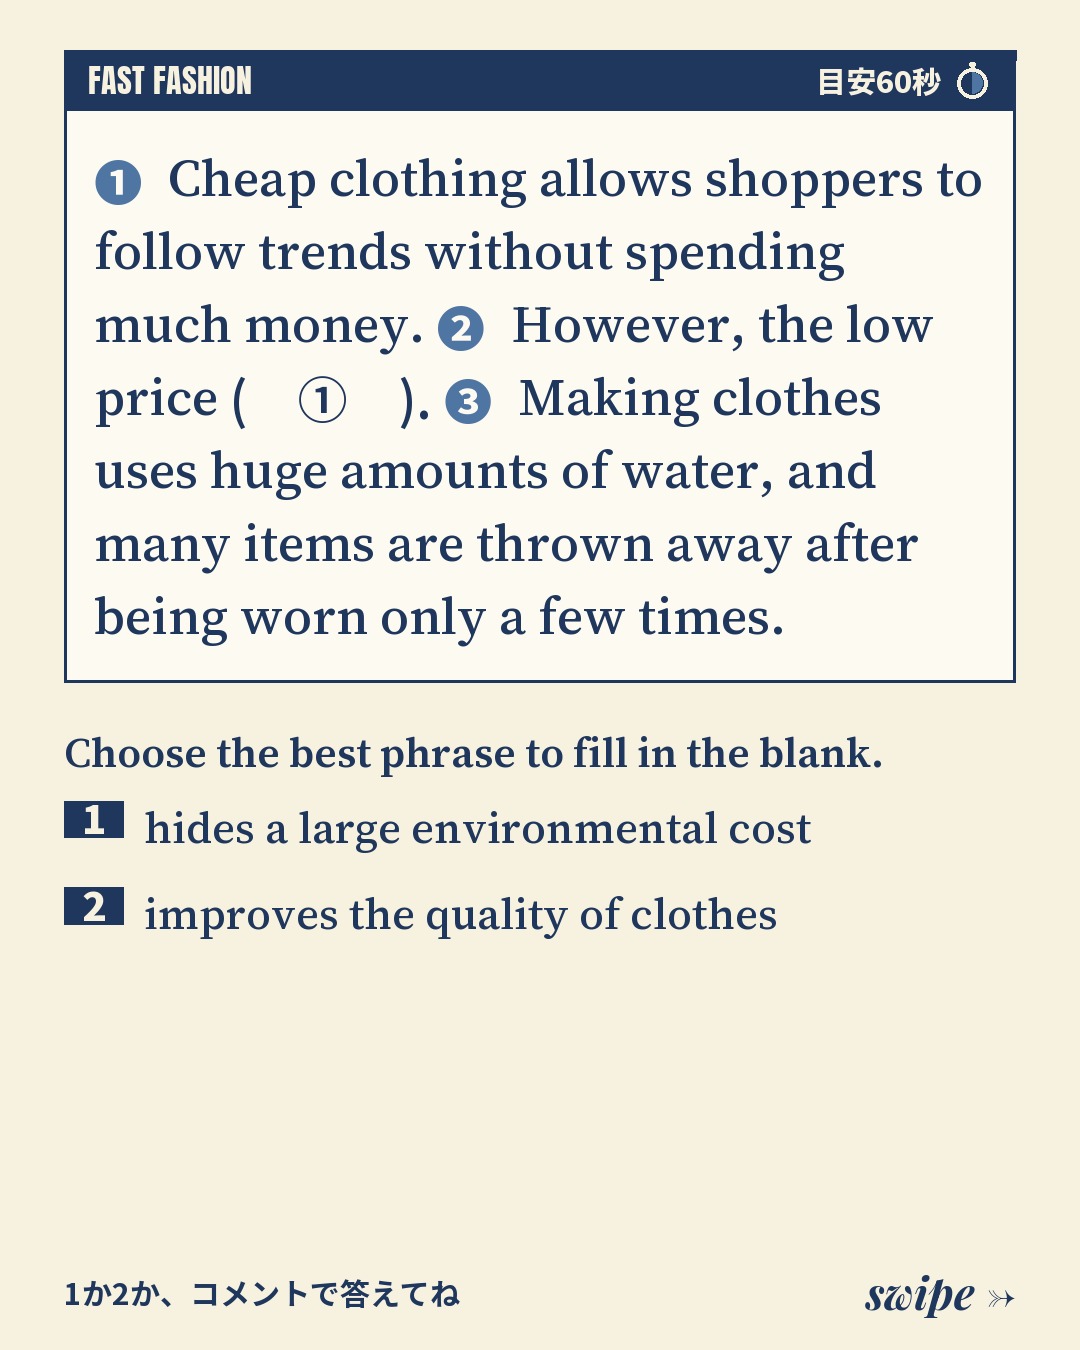 FAST FASHION
目安60秒
❶ Cheap clothing allows shoppers to
follow trends without spending
much money. ❷ However, the low
price ( ① ). ❸ Making clothes
uses huge amounts of water, and
many items are thrown away after
being worn only a few times.
Choose the best phrase to fill in the blank.
1 hides a large environmental cost
2 improves the quality of clothes
1か2か、コメントで答えてね
swipe